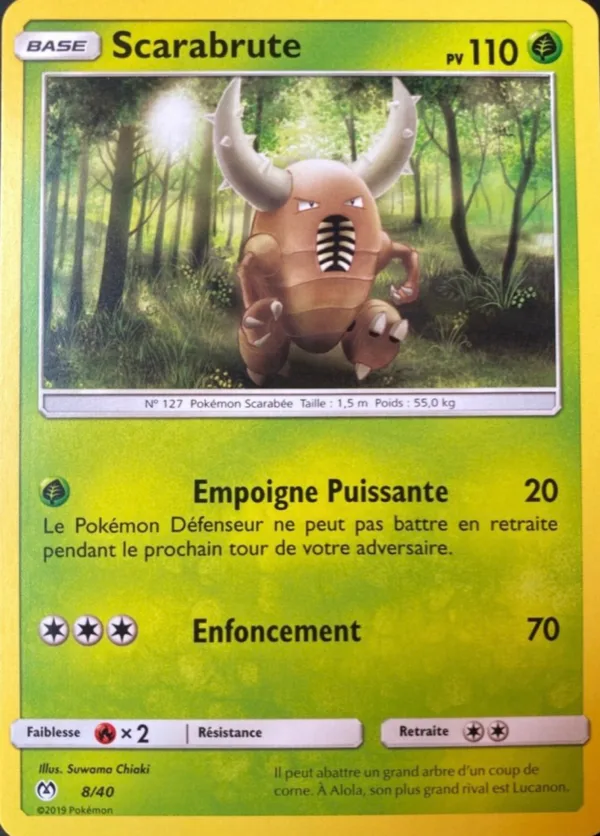 BASE Scarabrute PV 110
N° 127 Pokémon Scarabée Taille : 1,5 m Poids : 55,0 kg
Empoigne Puissante 20
Le Pokémon Défenseur ne peut pas battre en retraite
pendant le prochain tour de votre adversaire.
Enfoncement 70
Faiblesse × 2 Résistance Retraite
Illus. Suwama Chiaki
8/40
©2019 Pokémon
Il peut abattre un grand arbre d'un coup de
corne. À Alola, son plus grand rival est Lucanon.